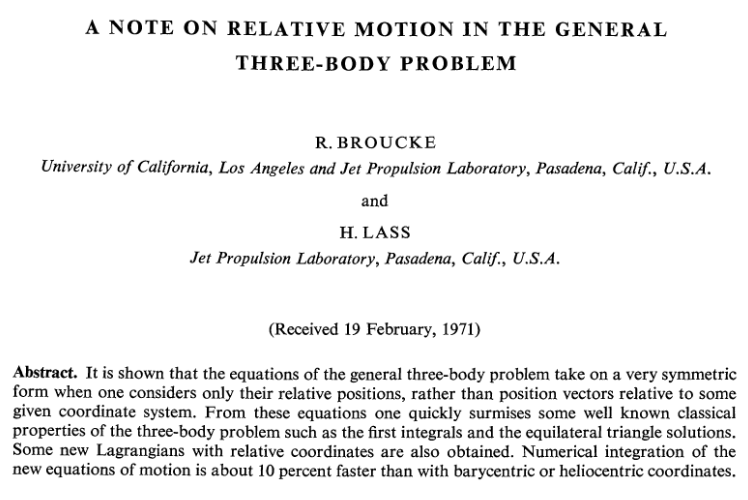 A NOTE ON RELATIVE MOTION IN THE GENERAL
THREE-BODY PROBLEM
R. BROUCKE
University of California, Los Angeles and Jet Propulsion Laboratory, Pasadena, Calif., U.S.A.
and
H. LASS
Jet Propulsion Laboratory, Pasadena, Calif., U.S.A.
(Received 19 February, 1971)
Abstract. It is shown that the equations of the general three-body problem take on a very symmetric
form when one considers only their relative positions, rather than position vectors relative to some
given coordinate system. From these equations one quickly surmises some well known classical
properties of the three-body problem such as the first integrals and the equilateral triangle solutions.
Some new Lagrangians with relative coordinates are also obtained. Numerical integration of the
new equations of motion is about 10 percent faster than with barycentric or heliocentric coordinates.